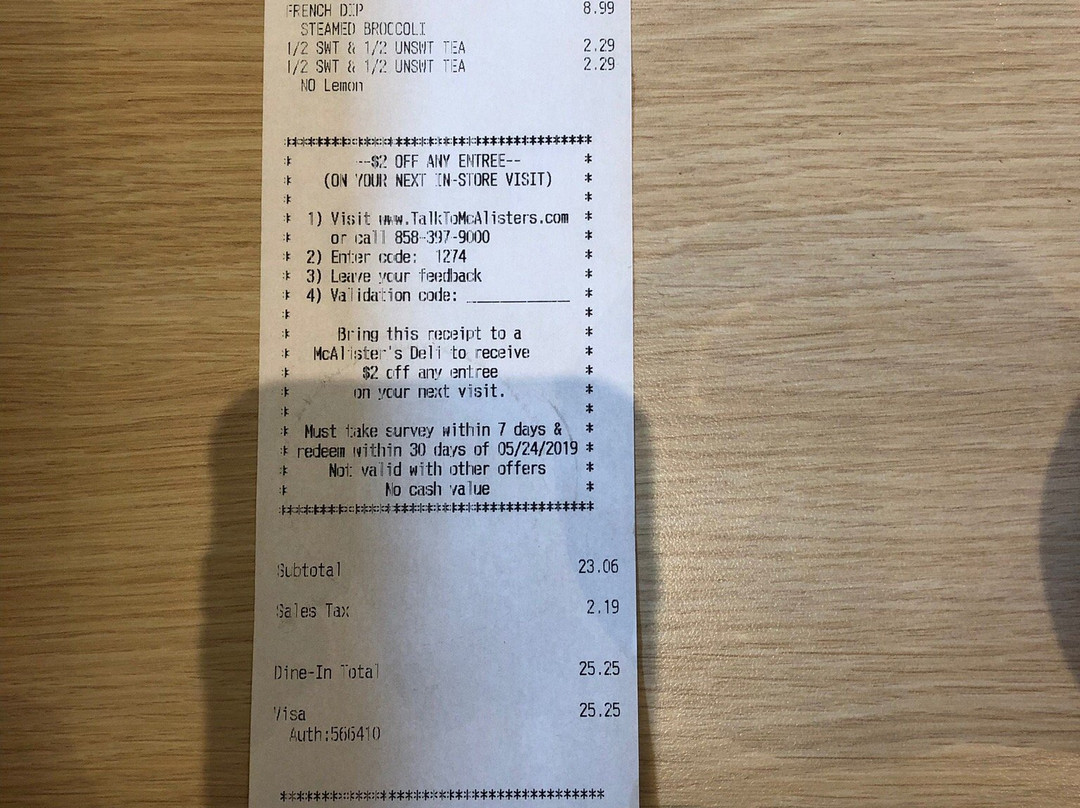 FRENCH DIP 8.99
STEAMED BROCCOLI
1/2 SWT & 1/2 UNSWT TEA 2.29
1/2 SWT & 1/2 UNSWT TEA 2.29
NO Lemon
***************************************
* --$2 OFF ANY ENTREE-- *
* (ON YOUR NEXT IN-STORE VISIT) *
* *
* 1) Visit www.TalkToMcAlisters.com *
* or call 858-397-9000 *
* 2) Enter code: 1274 *
* 3) Leave your feedback *
* 4) Validation code: _____________ *
* *
* Bring this receipt to a *
* McAlister's Deli to receive *
* $2 off any entree *
* on your next visit. *
* *
* Must take survey within 7 days & *
* redeem within 30 days of 05/24/2019 *
* Not valid with other offers *
* No cash value *
***************************************
Subtotal 23.06
Sales Tax 2.19
Dine-In Total 25.25
Visa 25.25
Auth:566410
****************************************